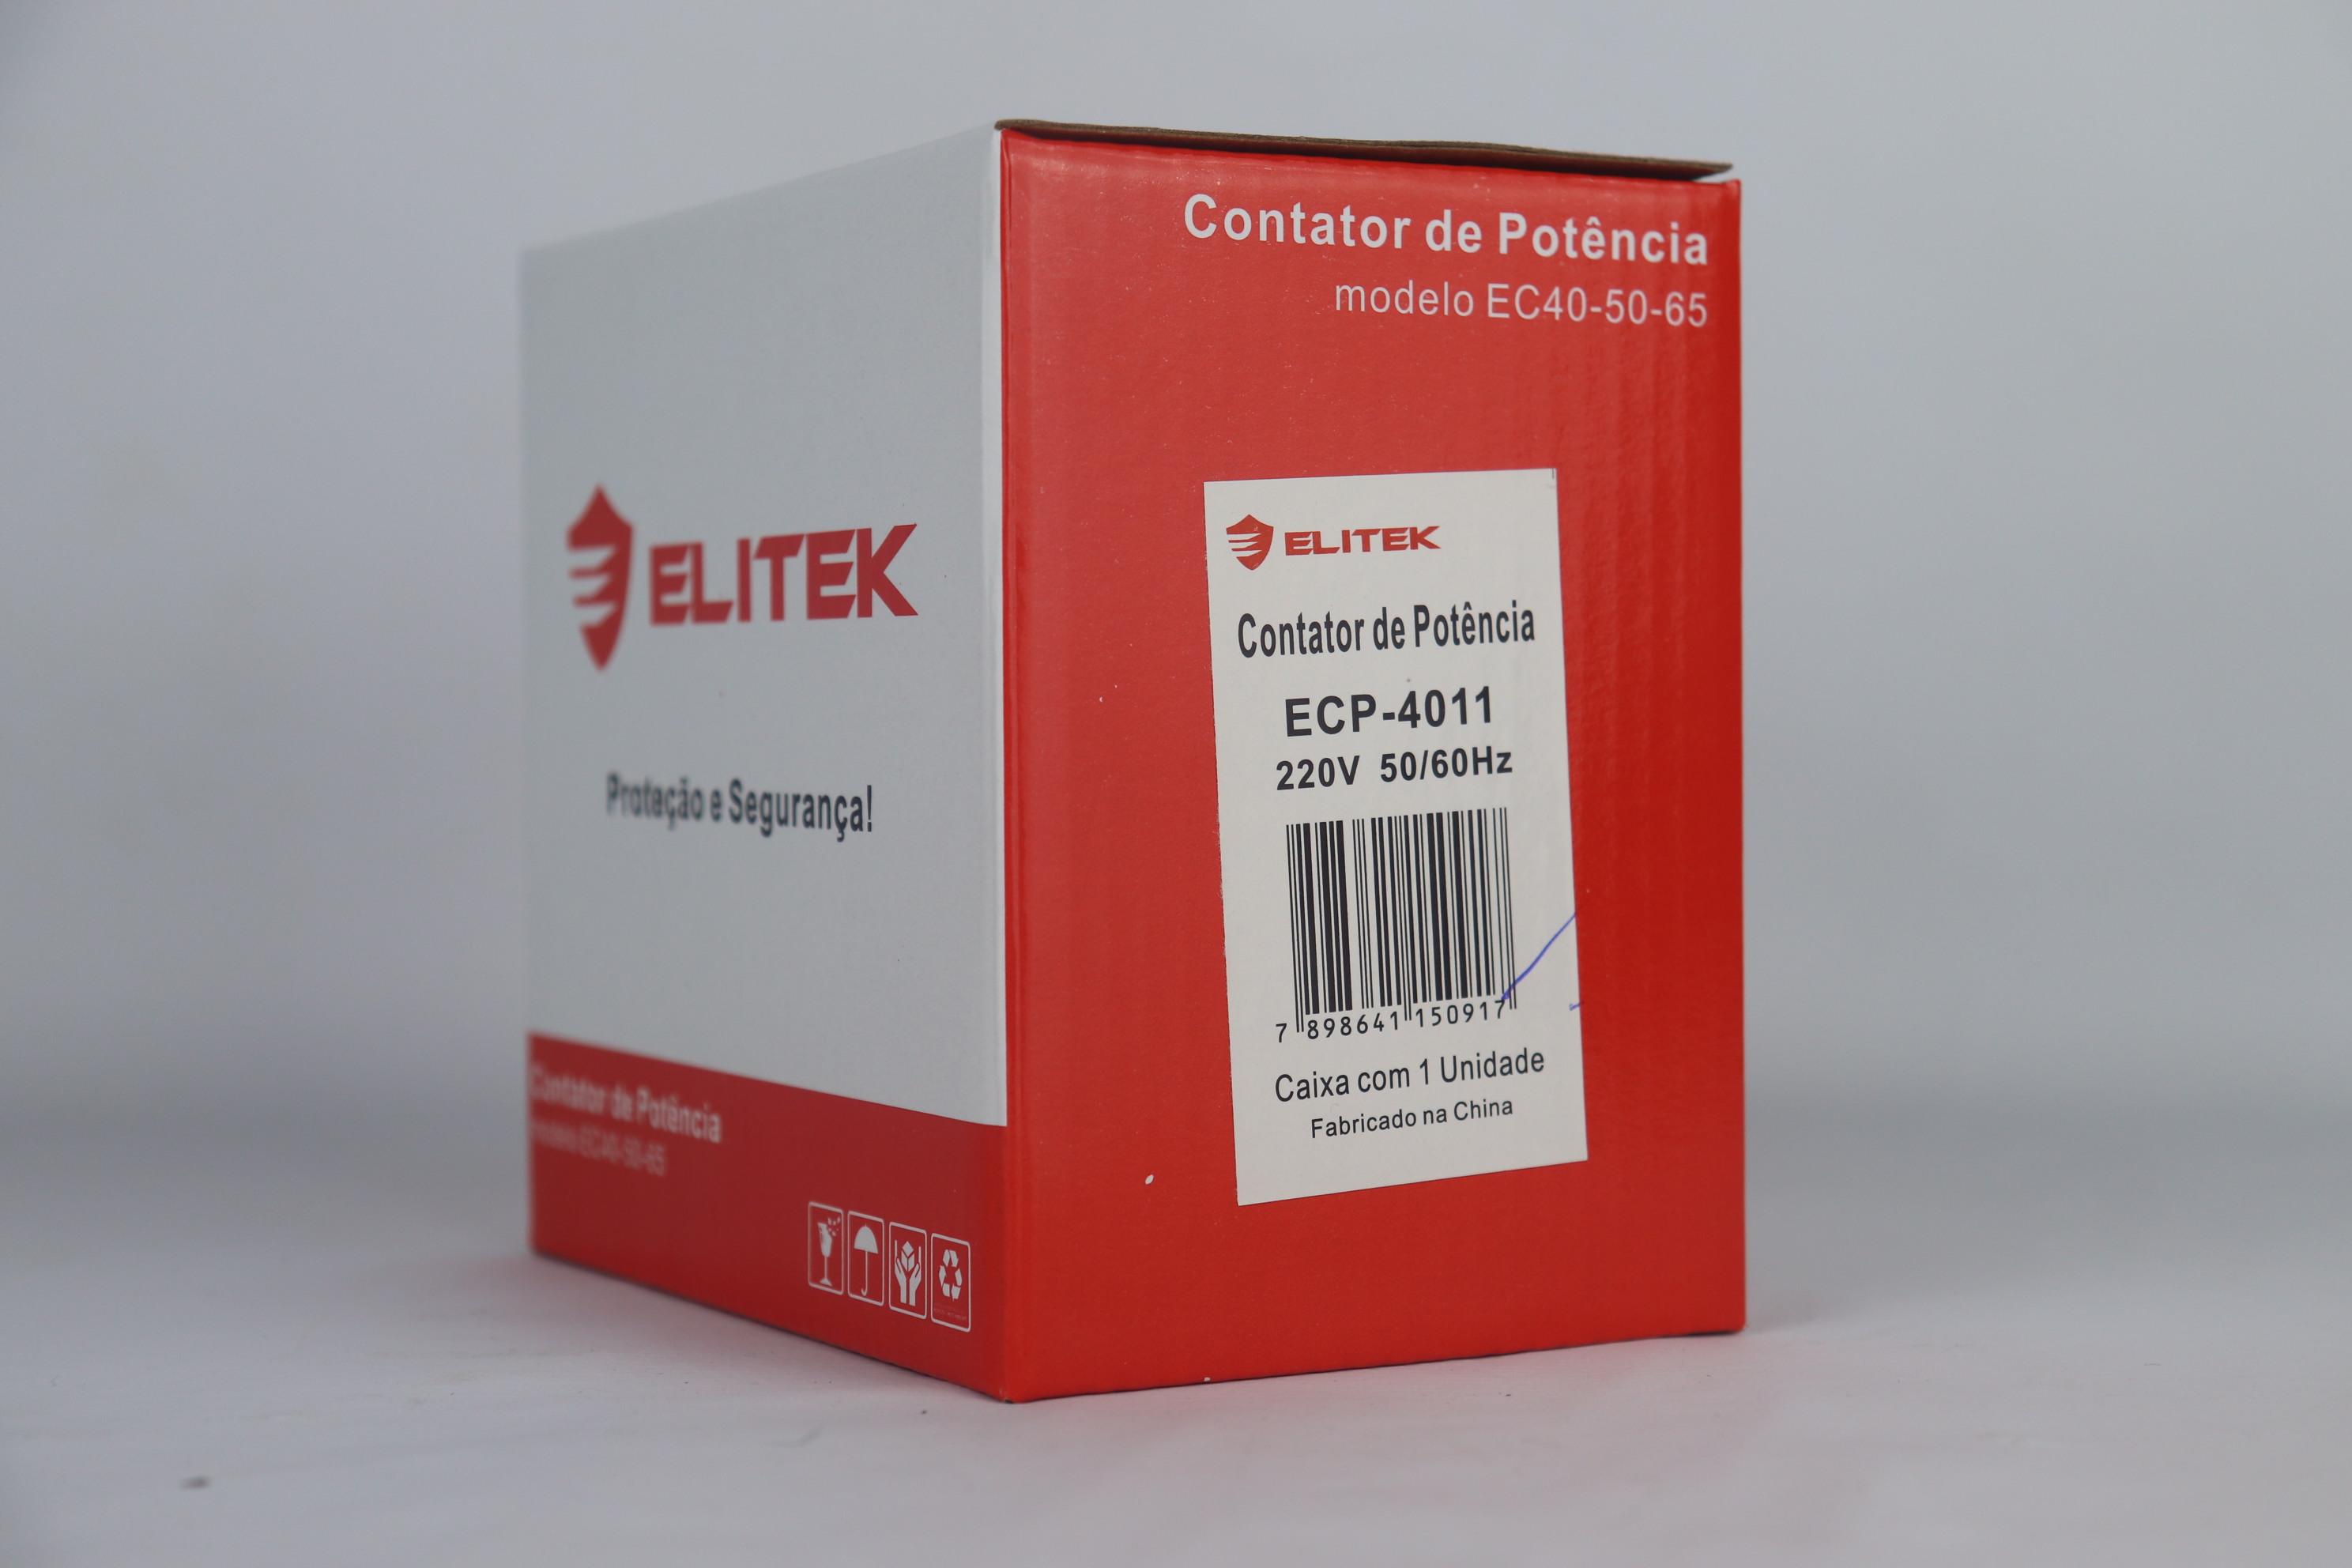 ELITEK
Proteção e Segurança!
Contator de Potência
modelo EC40-50-65
Contator de Potência
modelo EC40-50-65
ELITEK
Contator de Potência
ECP-4011
220V 50/60Hz
7 898641 150917
Caixa com 1 Unidade
Fabricado na China